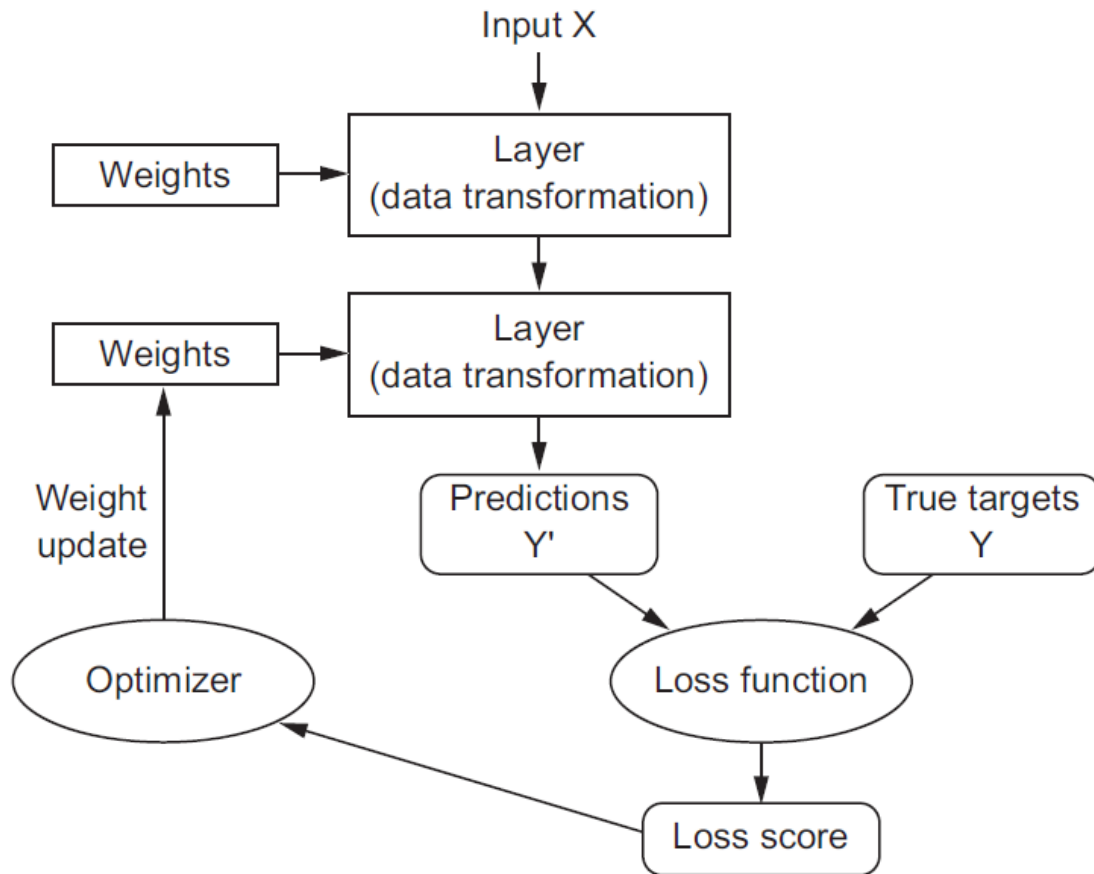 Input X
Weights
Layer
(data transformation)
Weights
Layer
(data transformation)
Weight
update
Predictions
Y'
True targets
Y
Optimizer
Loss function
Loss score